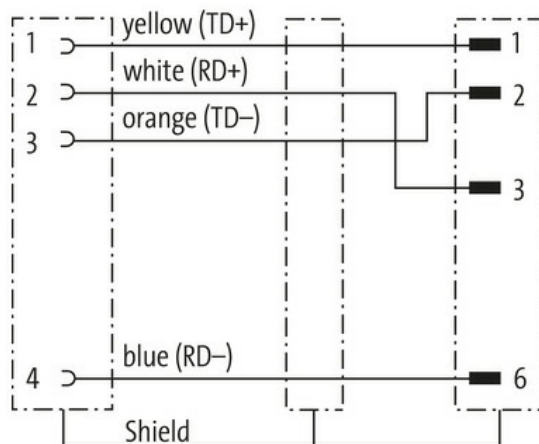 1 yellow (TD+) 1
2 white (RD+) 2
3 orange (TD–)
3
4 blue (RD–) 6
Shield